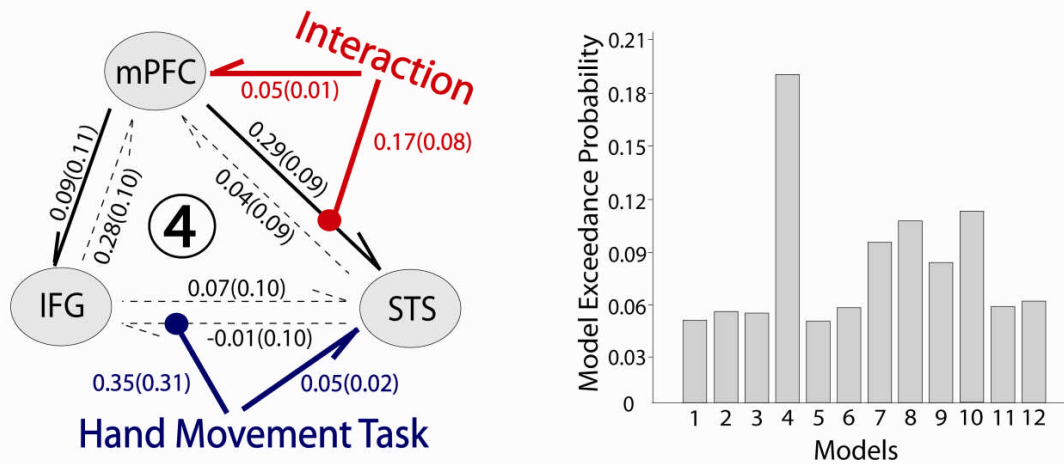 Interaction
mPFC
0.05(0.01)
0.17(0.08)
0.29(0.09)
0.04(0.09)
0.09(0.11)
0.28(0.10)
4
IFG
0.07(0.10)
STS
-0.01(0.10)
0.35(0.31)
0.05(0.02)
Hand Movement Task
Model Exceedance Probability
0.21
0.18
0.15
0.12
0.09
0.06
0.03
0
1 2 3 4 5 6 7 8 9 10 11 12
Models